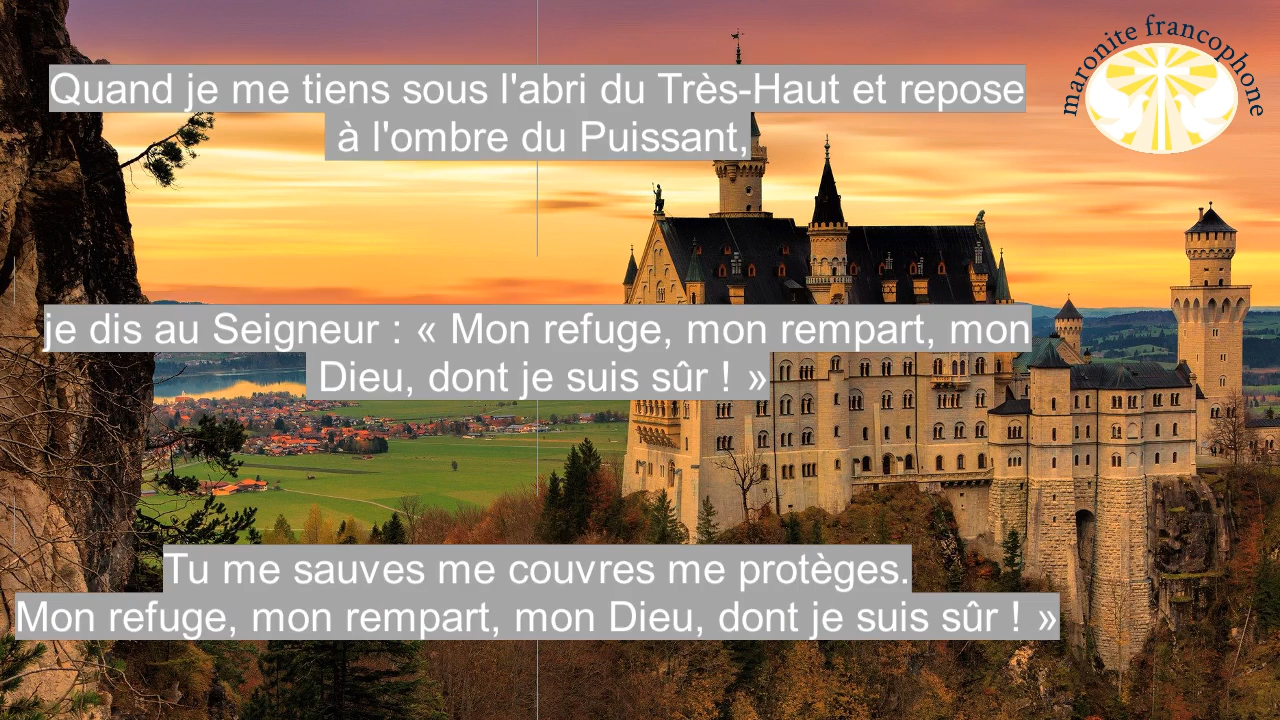 maronite francophone
Quand je me tiens sous l'abri du Très-Haut et repose
à l'ombre du Puissant,
je dis au Seigneur : « Mon refuge, mon rempart, mon
Dieu, dont je suis sûr ! »
Tu me sauves me couvres me protèges.
Mon refuge, mon rempart, mon Dieu, dont je suis sûr ! »